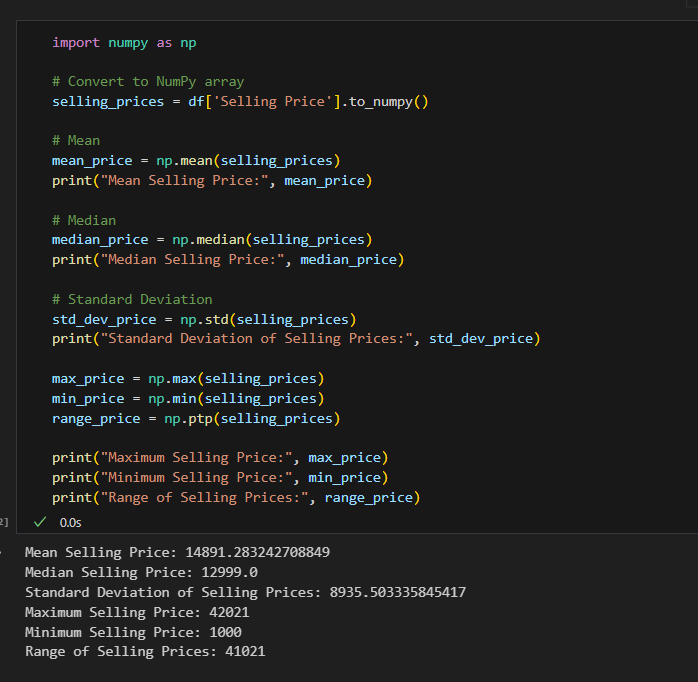 import numpy as np
# Convert to NumPy array
selling_prices = df['Selling Price'].to_numpy()
# Mean
mean_price = np.mean(selling_prices)
print("Mean Selling Price:", mean_price)
# Median
median_price = np.median(selling_prices)
print("Median Selling Price:", median_price)
# Standard Deviation
std_dev_price = np.std(selling_prices)
print("Standard Deviation of Selling Prices:", std_dev_price)
max_price = np.max(selling_prices)
min_price = np.min(selling_prices)
range_price = np.ptp(selling_prices)
print("Maximum Selling Price:", max_price)
print("Minimum Selling Price:", min_price)
print("Range of Selling Prices:", range_price)
2] ✓ 0.0s
Mean Selling Price: 14891.283242708849
Median Selling Price: 12999.0
Standard Deviation of Selling Prices: 8935.503335845417
Maximum Selling Price: 42021
Minimum Selling Price: 1000
Range of Selling Prices: 41021